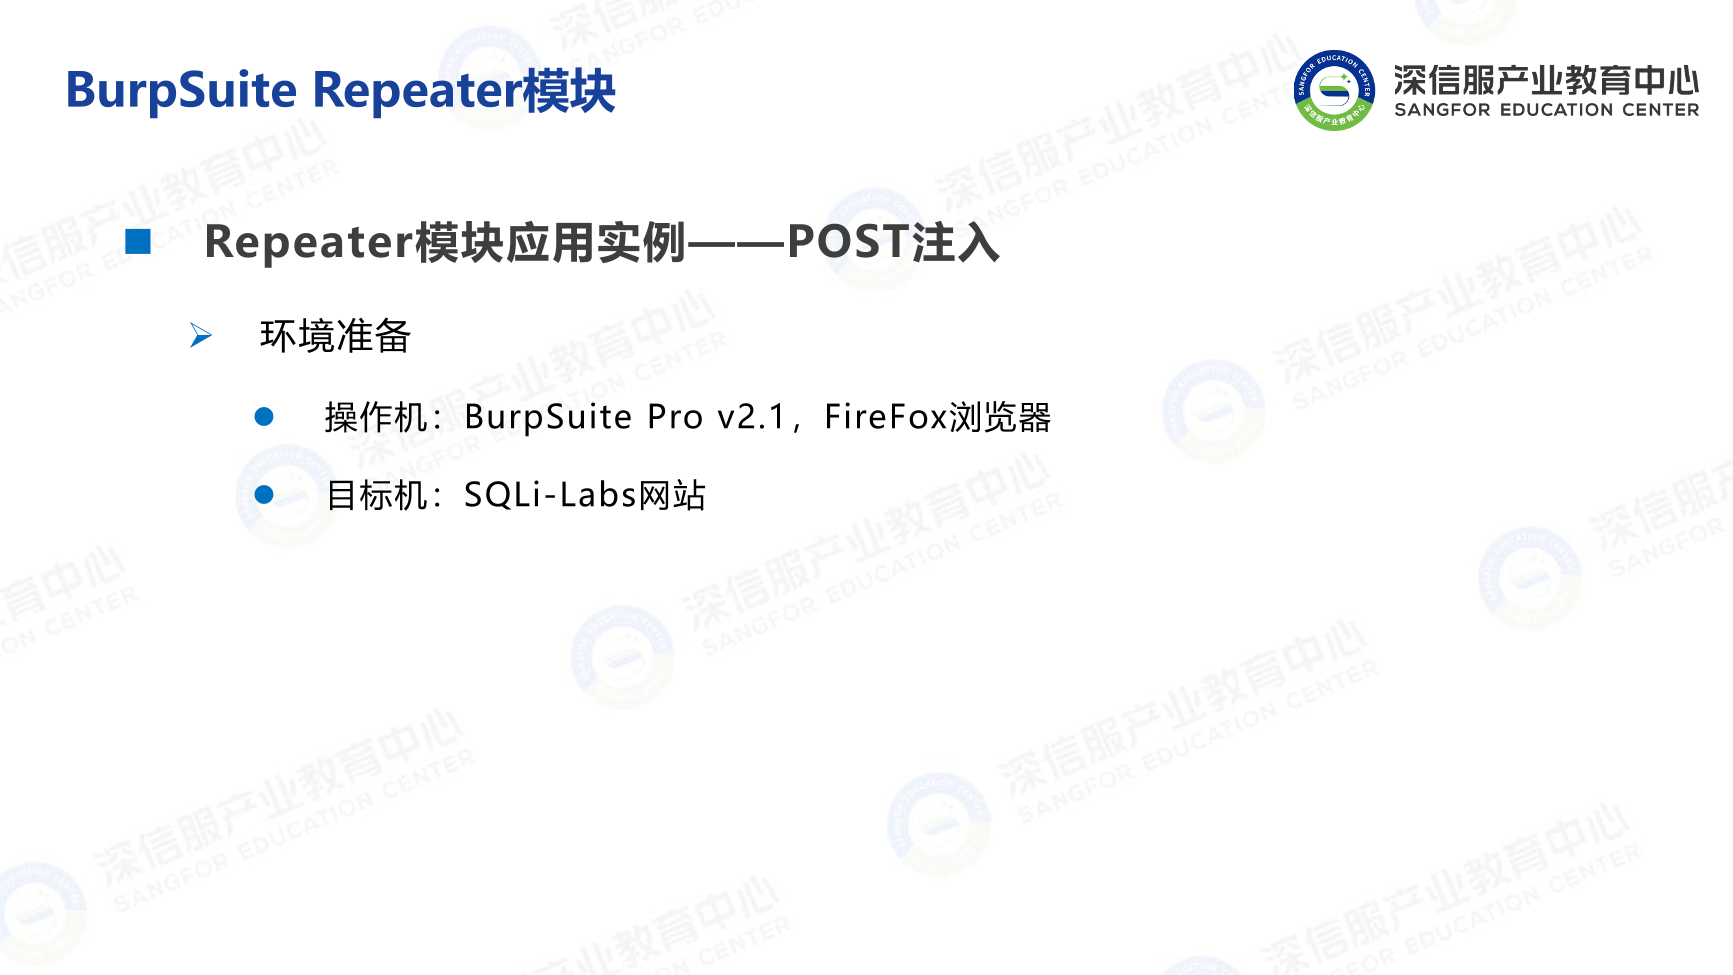 BurpSuite Repeater模块
深信服产业教育中心
SANGFOR EDUCATION CENTER
Repeater模块应用实例——POST注入
环境准备
操作机：BurpSuite Pro v2.1，FireFox浏览器
目标机：SQLi-Labs网站